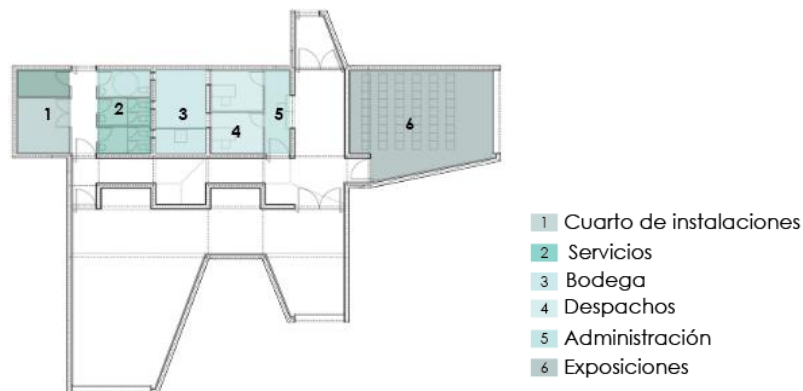 1
2
3
4
5
6
1 Cuarto de instalaciones
2 Servicios
3 Bodega
4 Despachos
5 Administración
6 Exposiciones